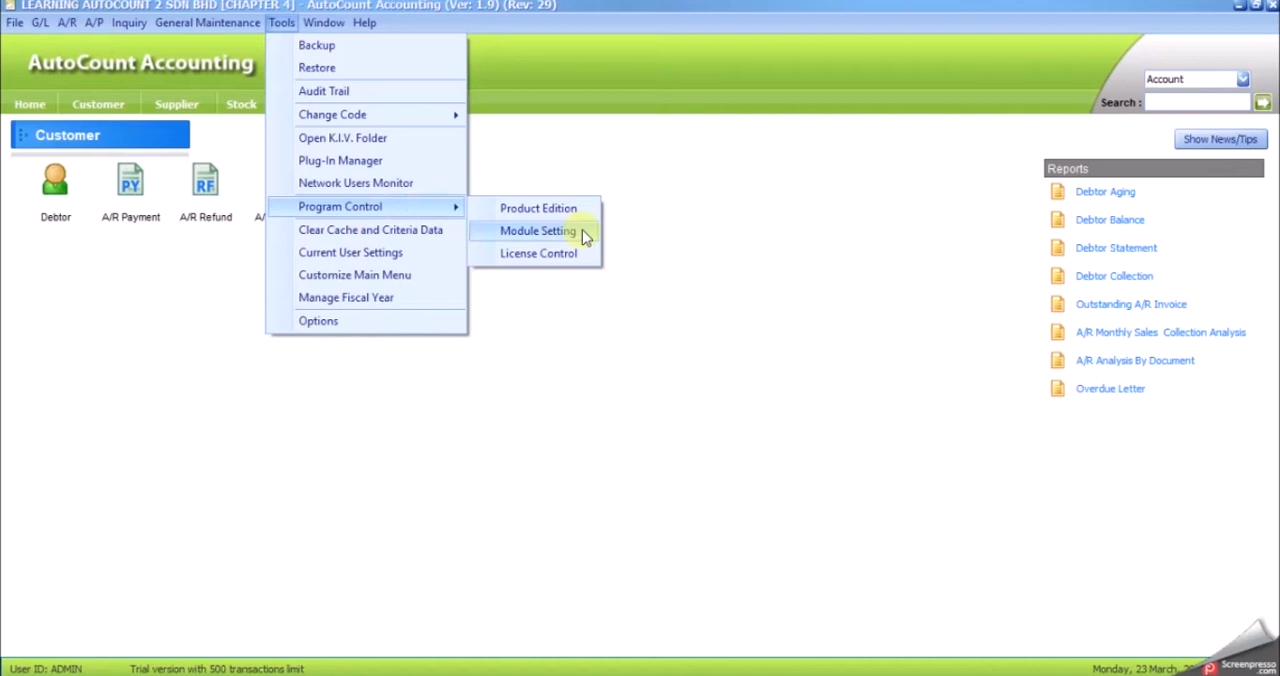 LEARNING AUTOCOUNT 2 SDN BHD [CHAPTER 4] - AutoCount Accounting (Ver: 1.9) (Rev: 29)
File G/L A/R A/P Inquiry General Maintenance Tools Window Help
AutoCount Accounting
Account
Search :
Home Customer Supplier Stock
Customer
Show News/Tips
Debtor
A/R Payment
A/R Refund
PY
RF
Backup
Restore
Audit Trail
Change Code
Open K.I.V. Folder
Plug-In Manager
Network Users Monitor
Program Control
Clear Cache and Criteria Data
Current User Settings
Customize Main Menu
Manage Fiscal Year
Options
Product Edition
Module Setting
License Control
Reports
Debtor Aging
Debtor Balance
Debtor Statement
Debtor Collection
Outstanding A/R Invoice
A/R Monthly Sales Collection Analysis
A/R Analysis By Document
Overdue Letter
User ID: ADMIN
Trial version with 500 transactions limit
Monday, 23 March,
Screenpresso
.com